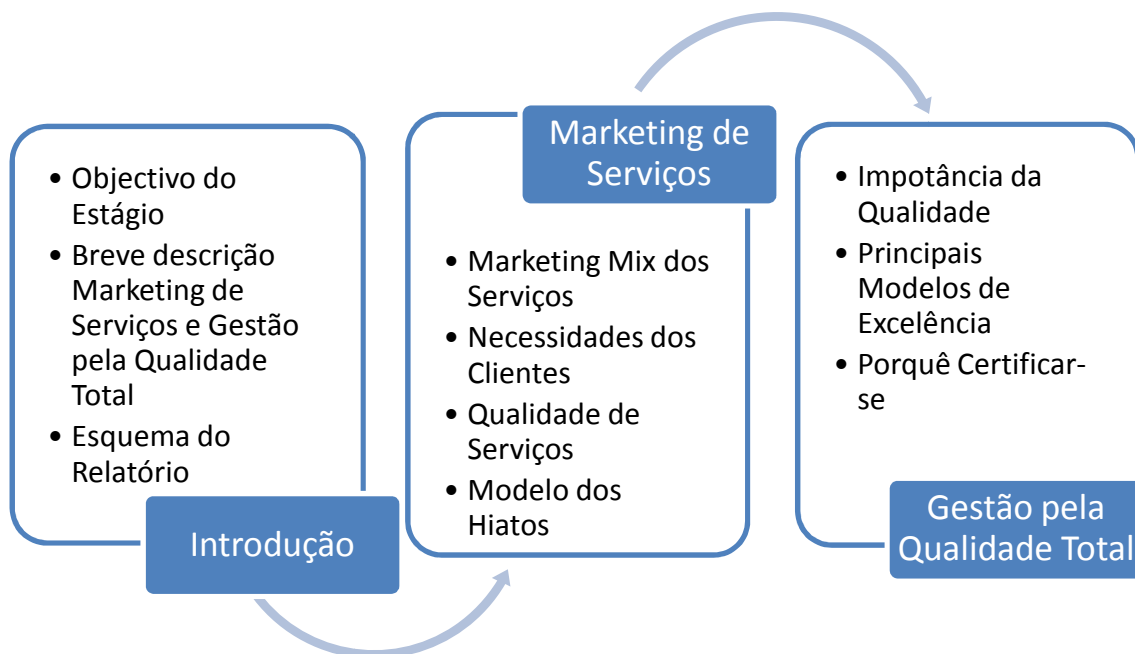 • Objectivo do
Estágio
• Breve descrição
Marketing de
Serviços e Gestão
pela Qualidade
Total
• Esquema do
Relatório
Introdução
Marketing de
Serviços
• Marketing Mix dos
Serviços
• Necessidades dos
Clientes
• Qualidade de
Serviços
• Modelo dos
Hiatos
• Impotância da
Qualidade
• Principais
Modelos de
Excelência
• Porquê Certificar-
se
Gestão pela
Qualidade Total